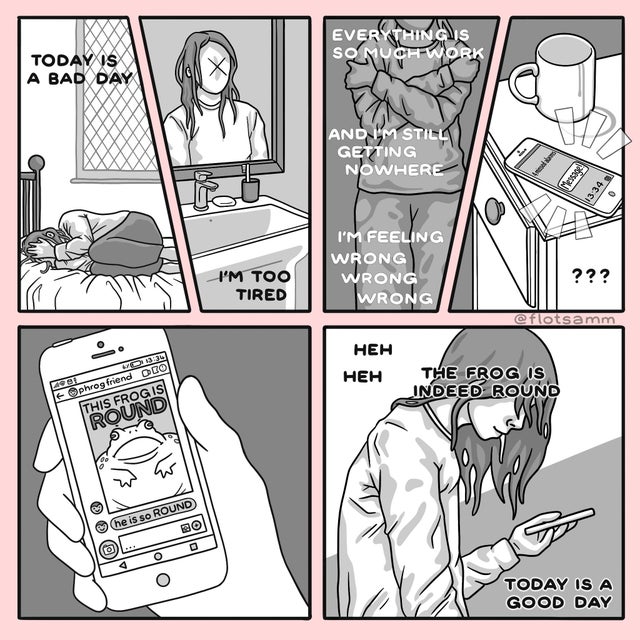 TODAY IS
A BAD DAY
I'M TOO
TIRED
EVERYTHING IS
SO MUCH WORK
AND I'M STILL
GETTING
NOWHERE
I'M FEELING
WRONG
WRONG
WRONG
Message!
13:34
???
@flotsamm
13:34
phrog friend
THIS FROG IS
ROUND
he is so ROUND
...
HEH
HEH
THE FROG IS
INDEED ROUND
TODAY IS A
GOOD DAY